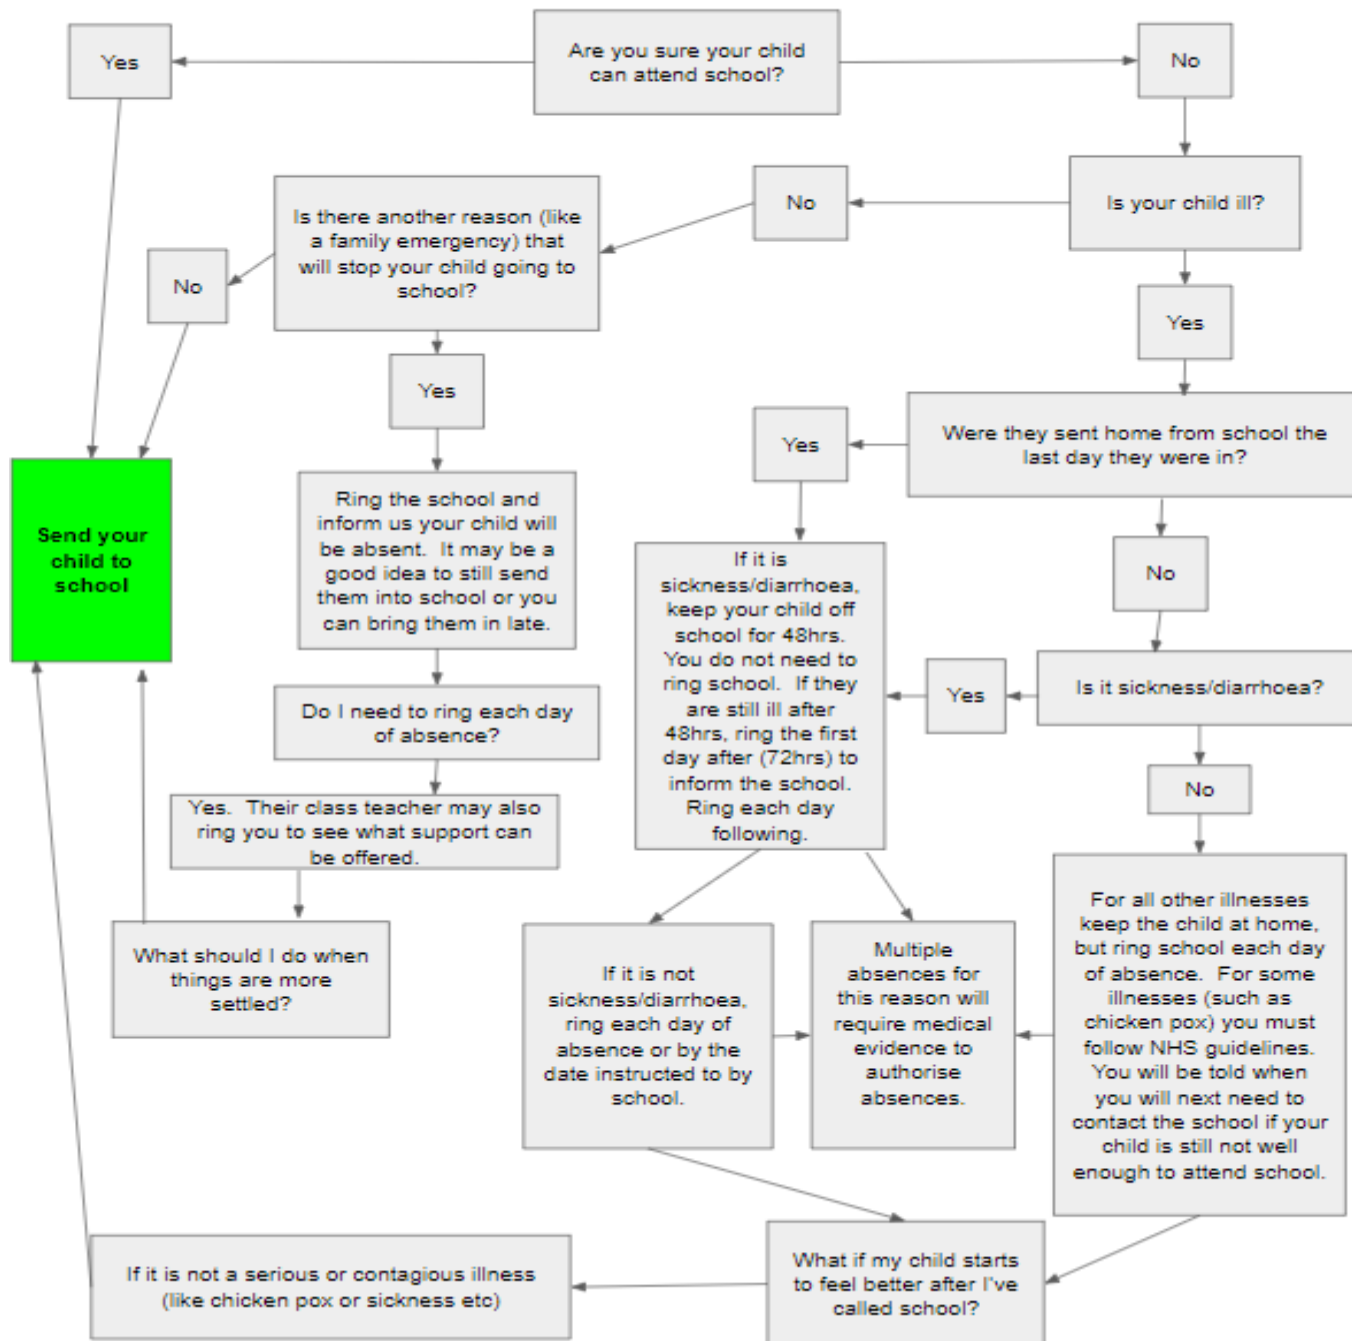 Are you sure your child
can attend school?
Yes
No
Is your child ill?
No
Is there another reason (like
a family emergency) that
will stop your child going to
school?
No
Yes
Yes
Were they sent home from school the
last day they were in?
Yes
Send your
child to
school
Ring the school and
inform us your child will
be absent.  It may be a
good idea to still send
them into school or you
can bring them in late.
If it is
sickness/diarrhoea,
keep your child off
school for 48hrs.
You do not need to
ring school.  If they
are still ill after
48hrs, ring the first
day after (72hrs) to
inform the school.
Ring each day
following.
No
Is it sickness/diarrhoea?
Yes
No
Do I need to ring each day
of absence?
Yes.  Their class teacher may also
ring you to see what support can
be offered.
What should I do when
things are more
settled?
If it is not
sickness/diarrhoea,
ring each day of
absence or by the
date instructed to by
school.
Multiple
absences for
this reason will
require medical
evidence to
authorise
absences.
For all other illnesses
keep the child at home,
but ring school each day
of absence.  For some
illnesses (such as
chicken pox) you must
follow NHS guidelines.
You will be told when
you will next need to
contact the school if your
child is still not well
enough to attend school.
What if my child starts
to feel better after I've
called school?
If it is not a serious or contagious illness
(like chicken pox or sickness etc)